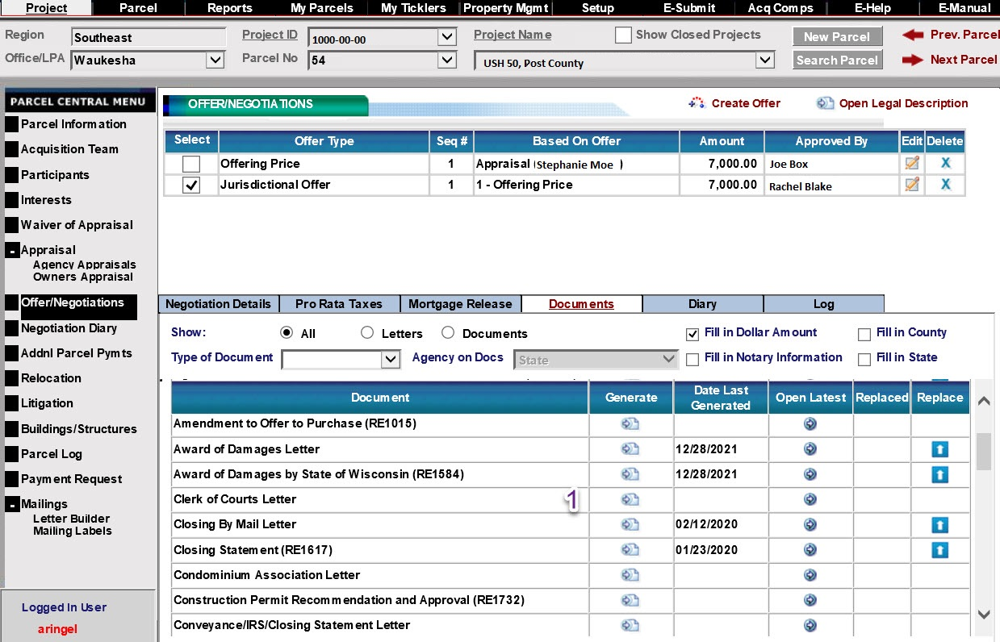 Project Parcel Reports My Parcels My Ticklers Property Mgmt Setup E-Submit Acq Comps E-Help E-Manual
Region Southeast Project ID 1000-00-00 Project Name Show Closed Projects New Parcel Prev. Parcel
Office/LPA Waukesha Parcel No 54 USH 50, Post County Search Parcel Next Parcel
PARCEL CENTRAL MENU
Parcel Information
Acquisition Team
Participants
Interests
Waiver of Appraisal
- Appraisal
Agency Appraisals
Owners Appraisal
Offer/Negotiations
Negotiation Diary
Addnl Parcel Pymts
Relocation
Litigation
Buildings/Structures
Parcel Log
Payment Request
- Mailings
Letter Builder
Mailing Labels
Logged In User
aringel
OFFER/NEGOTIATIONS Create Offer Open Legal Description
Select Offer Type Seq # Based On Offer Amount Approved By Edit Delete
Offering Price 1 Appraisal (Stephanie Moe ) 7,000.00 Joe Box X
Jurisdictional Offer 1 1 - Offering Price 7,000.00 Rachel Blake X
Negotiation Details Pro Rata Taxes Mortgage Release Documents Diary Log
Show: All Letters Documents Fill in Dollar Amount Fill in County
Type of Document Agency on Docs State Fill in Notary Information Fill in State
Document Generate Date Last Generated Open Latest Replaced Replace
Amendment to Offer to Purchase (RE1015)
Award of Damages Letter 12/28/2021
Award of Damages by State of Wisconsin (RE1584) 12/28/2021
Clerk of Courts Letter 1
Closing By Mail Letter 02/12/2020
Closing Statement (RE1617) 01/23/2020
Condominium Association Letter
Construction Permit Recommendation and Approval (RE1732)
Conveyance/IRS/Closing Statement Letter